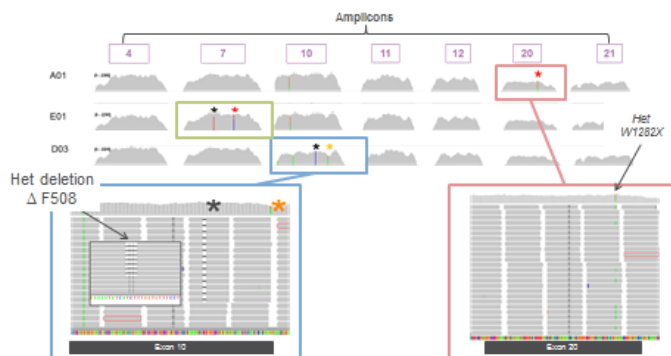 Amplicons
4 7 10 11 12 20 21
A01
E01
D03
Het
W1282X
Het deletion
Δ F508
Exon 10
Exon 20